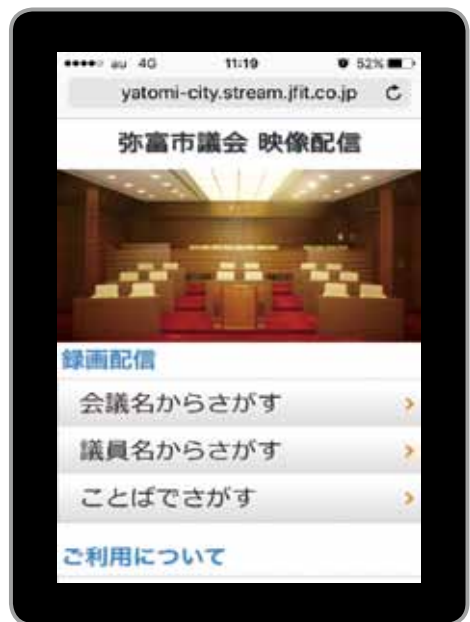 au 4G 11:19 52%
yatomi-city.stream.jfit.co.jp
弥富市議会 映像配信
録画配信
会議名からさがす
議員名からさがす
ことばでさがす
ご利用について